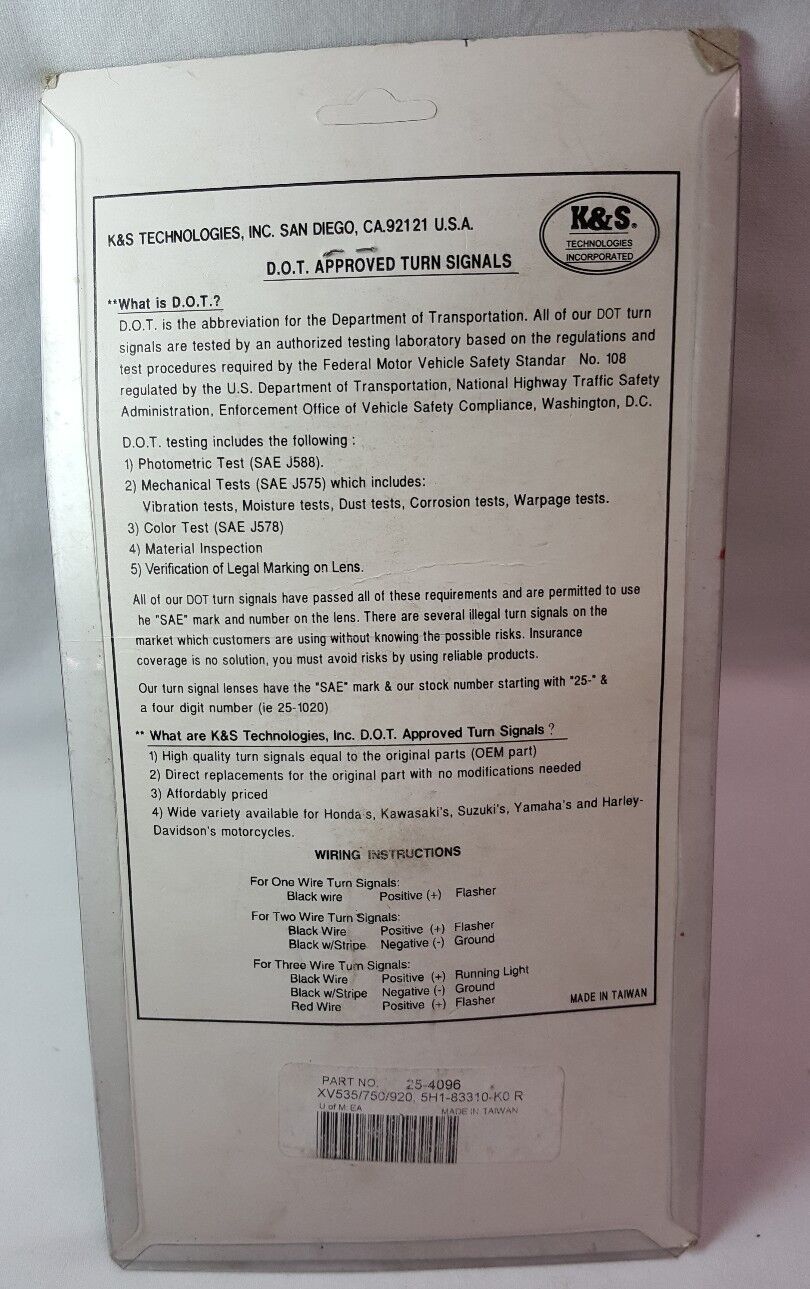 K&S TECHNOLOGIES, INC. SAN DIEGO, CA.92121 U.S.A.
K&S®
TECHNOLOGIES
INCORPORATED
D.O.T. APPROVED TURN SIGNALS
**What is D.O.T.?
D.O.T. is the abbreviation for the Department of Transportation. All of our DOT turn
signals are tested by an authorized testing laboratory based on the regulations and
test procedures required by the Federal Motor Vehicle Safety Standar No. 108
regulated by the U.S. Department of Transportation, National Highway Traffic Safety
Administration, Enforcement Office of Vehicle Safety Compliance, Washington, D.C.
D.O.T. testing includes the following :
1) Photometric Test (SAE J588).
2) Mechanical Tests (SAE J575) which includes:
Vibration tests, Moisture tests, Dust tests, Corrosion tests, Warpage tests.
3) Color Test (SAE J578)
4) Material Inspection
5) Verification of Legal Marking on Lens.
All of our DOT turn signals have passed all of these requirements and are permitted to use
he "SAE" mark and number on the lens. There are several illegal turn signals on the
market which customers are using without knowing the possible risks. Insurance
coverage is no solution, you must avoid risks by using reliable products.
Our turn signal lenses have the "SAE" mark & our stock number starting with "25-" &
a four digit number (ie 25-1020)
** What are K&S Technologies, Inc. D.O.T. Approved Turn Signals ?
1) High quality turn signals equal to the original parts (OEM part)
2) Direct replacements for the original part with no modifications needed
3) Affordably priced
4) Wide variety available for Honda s, Kawasaki's, Suzuki's, Yamaha's and Harley-
Davidson's motorcycles.
WIRING INSTRUCTIONS
For One Wire Turn Signals:
Black wire Positive (+) Flasher
For Two Wire Turn Signals:
Black Wire Positive (+) Flasher
Black w/Stripe Negative (-) Ground
For Three Wire Turn Signals:
Black Wire Positive (+) Running Light
Black w/Stripe Negative (-) Ground
Red Wire Positive (+) Flasher
MADE IN TAIWAN
PART NO. 25-4096
XV535/750/920, 5H1-83310-K0 R
U of M: EA MADE IN TAIWAN